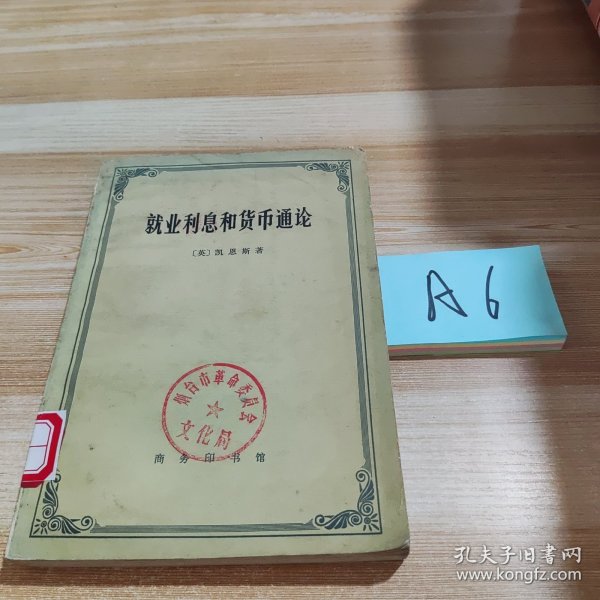 就业利息和货币通论
〔英〕凯恩斯著
A6
烟台市革命委员会
文化局
商务印书馆
孔夫子旧书网
www.kongfz.com